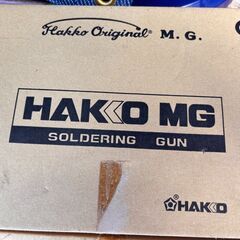 Hakko Original® M. G.
HAKKO MG
SOLDERING GUN
HAKKO